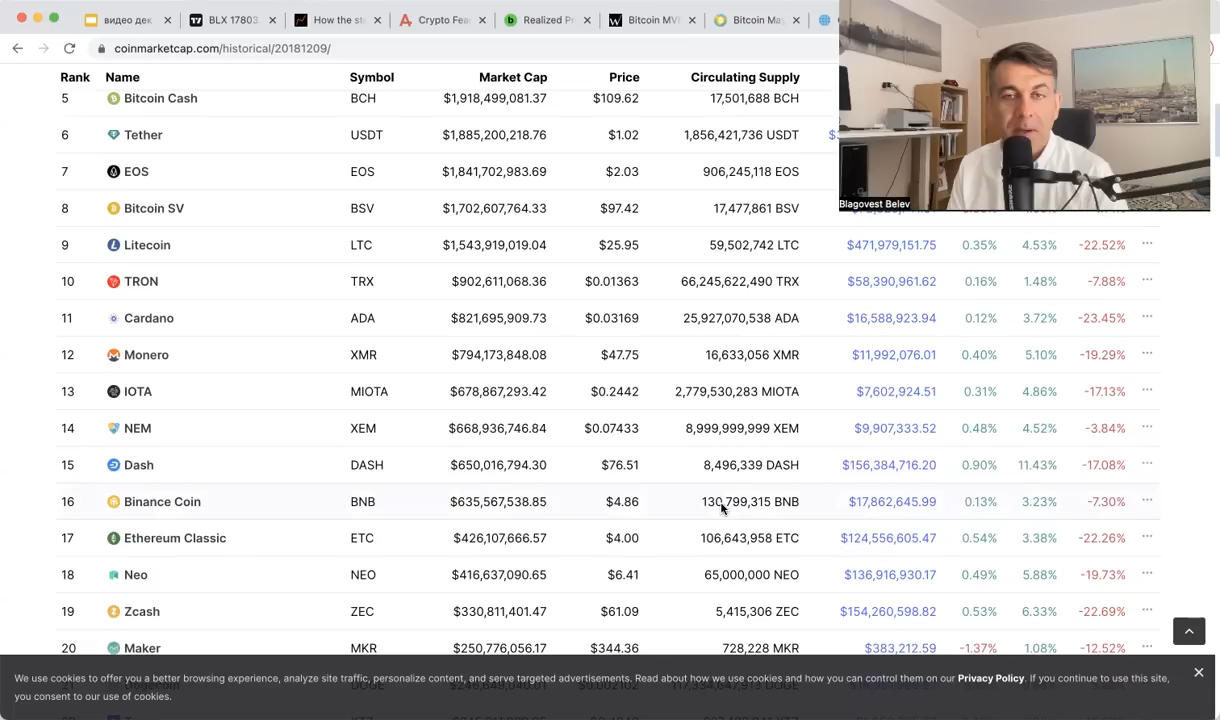 видео дек
BLX 17803.
How the st
Crypto Fea
Realized P
Bitcoin MV
Bitcoin Ma
coinmarketcap.com/historical/20181209/
Rank Name Symbol Market Cap Price Circulating Supply
5 Bitcoin Cash BCH $1,918,499,081.37 $109.62 17,501,688 BCH
6 Tether USDT $1,885,200,218.76 $1.02 1,856,421,736 USDT
7 EOS EOS $1,841,702,983.69 $2.03 906,245,118 EOS
Blagovest Belev
8 Bitcoin SV BSV $1,702,607,764.33 $97.42 17,477,861 BSV
9 Litecoin LTC $1,543,919,019.04 $25.95 59,502,742 LTC $471,979,151.75 0.35% 4.53% -22.52%
10 TRON TRX $902,611,068.36 $0.01363 66,245,622,490 TRX $58,390,961.62 0.16% 1.48% -7.88%
11 Cardano ADA $821,695,909.73 $0.03169 25,927,070,538 ADA $16,588,923.94 0.12% 3.72% -23.45%
12 Monero XMR $794,173,848.08 $47.75 16,633,056 XMR $11,992,076.01 0.40% 5.10% -19.29%
13 IOTA MIOTA $678,867,293.42 $0.2442 2,779,530,283 MIOTA $7,602,924.51 0.31% 4.86% -17.13%
14 NEM XEM $668,936,746.84 $0.07433 8,999,999,999 XEM $9,907,333.52 0.48% 4.52% -3.84%
15 Dash DASH $650,016,794.30 $76.51 8,496,339 DASH $156,384,716.20 0.90% 11.43% -17.08%
16 Binance Coin BNB $635,567,538.85 $4.86 130,799,315 BNB $17,862,645.99 0.13% 3.23% -7.30%
17 Ethereum Classic ETC $426,107,666.57 $4.00 106,643,958 ETC $124,556,605.47 0.54% 3.38% -22.26%
18 Neo NEO $416,637,090.65 $6.41 65,000,000 NEO $136,916,930.17 0.49% 5.88% -19.73%
19 Zcash ZEC $330,811,401.47 $61.09 5,415,306 ZEC $154,260,598.82 0.53% 6.33% -22.69%
20 Maker MKR $250,776,056.17 $344.36 728,228 MKR $383,212.59 -1.37% 1.08% -12.52%
We use cookies to offer you a better browsing experience, analyze site traffic, personalize content, and serve targeted advertisements. Read about how we use cookies and how you can control them on our Privacy Policy. If you continue to use this site,
you consent to our use of cookies.